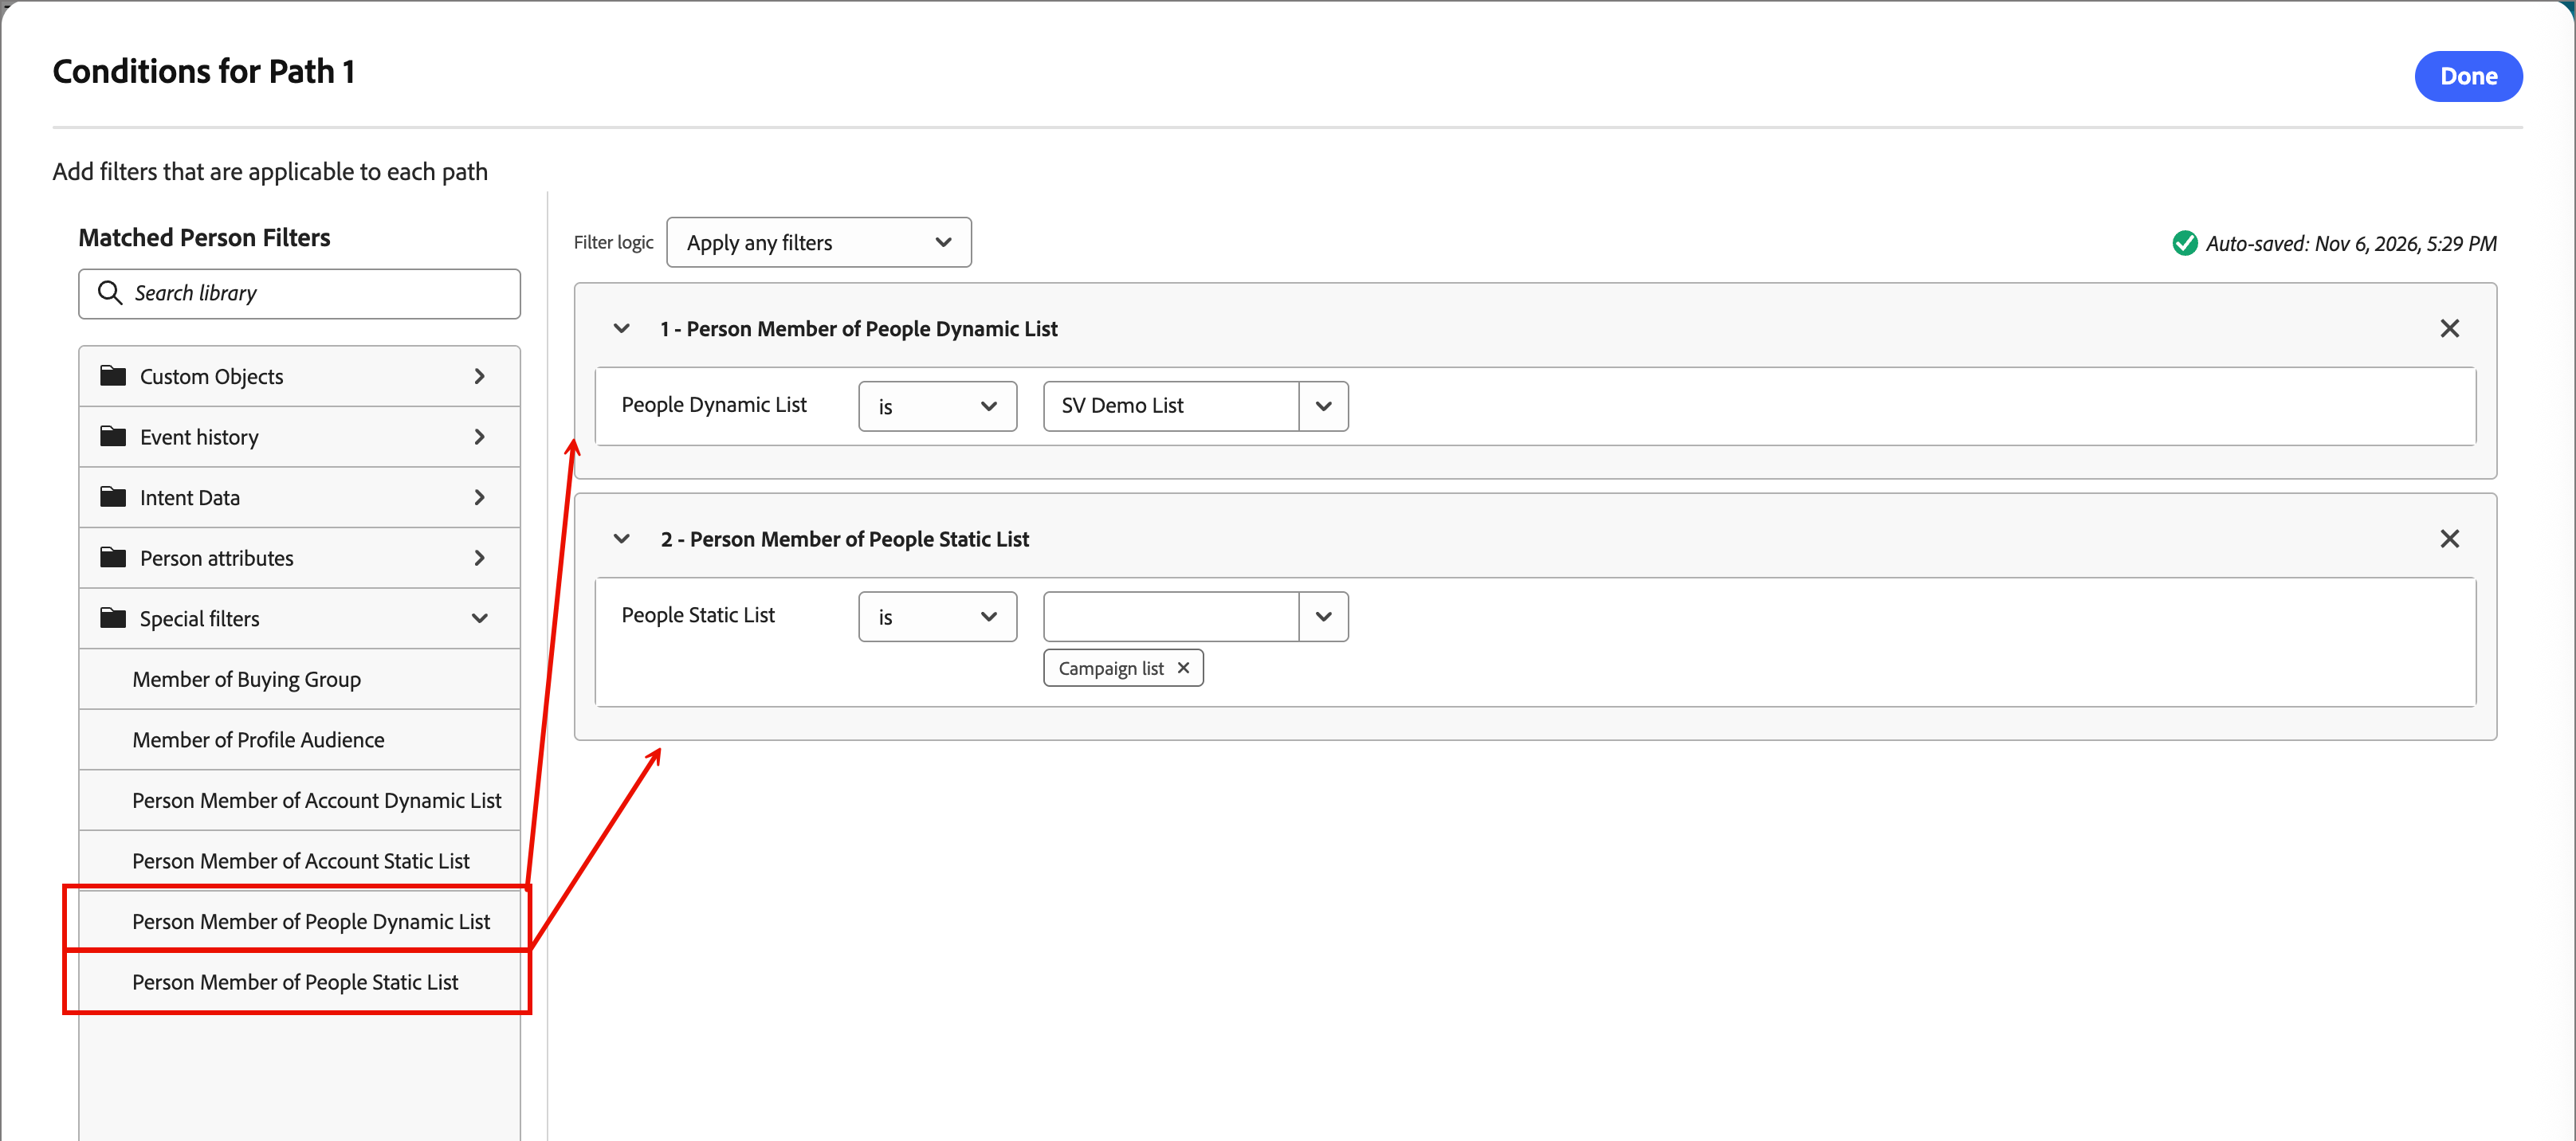 Conditions for Path 1
Done
Add filters that are applicable to each path
Matched Person Filters
Search library
Custom Objects
Event history
Intent Data
Person attributes
Special filters
Member of Buying Group
Member of Profile Audience
Person Member of Account Dynamic List
Person Member of Account Static List
Person Member of People Dynamic List
Person Member of People Static List
Filter logic Apply any filters
Auto-saved: Nov 6, 2026, 5:29 PM
1 - Person Member of People Dynamic List
People Dynamic List is SV Demo List
2 - Person Member of People Static List
People Static List is
Campaign list